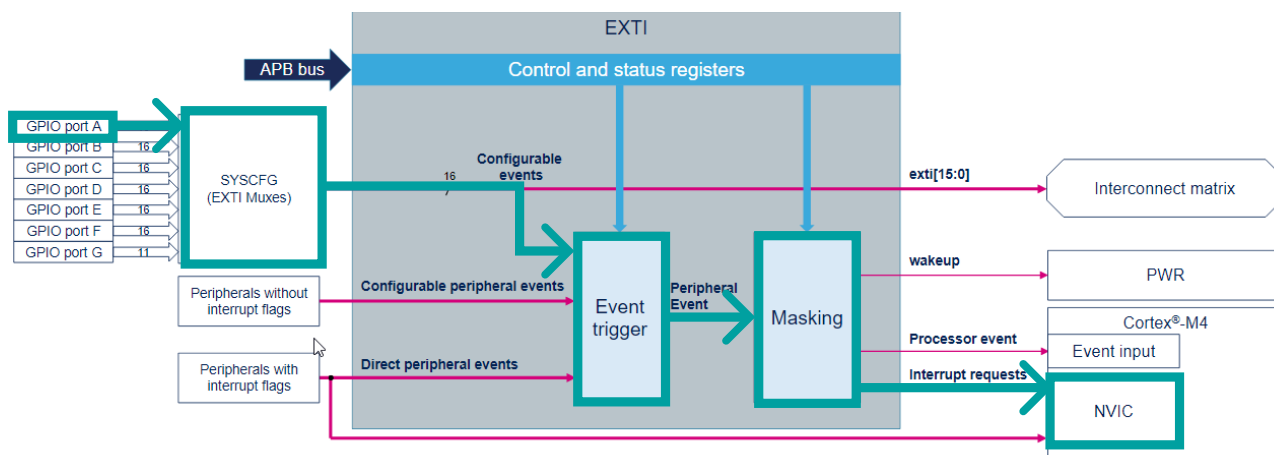 EXTI
APB bus
Control and status registers
GPIO port A
GPIO port B
16
GPIO port C
16
GPIO port D
16
GPIO port E
16
GPIO port F
16
GPIO port G
11
SYSCFG
(EXTI Muxes)
16
Configurable
events
exti[15:0]
Interconnect matrix
wakeup
PWR
Peripherals without
interrupt flags
Configurable peripheral events
Event
trigger
Peripheral
Event
Masking
Cortex®-M4
Processor event
Event input
Peripherals with
interrupt flags
Direct peripheral events
Interrupt requests
NVIC